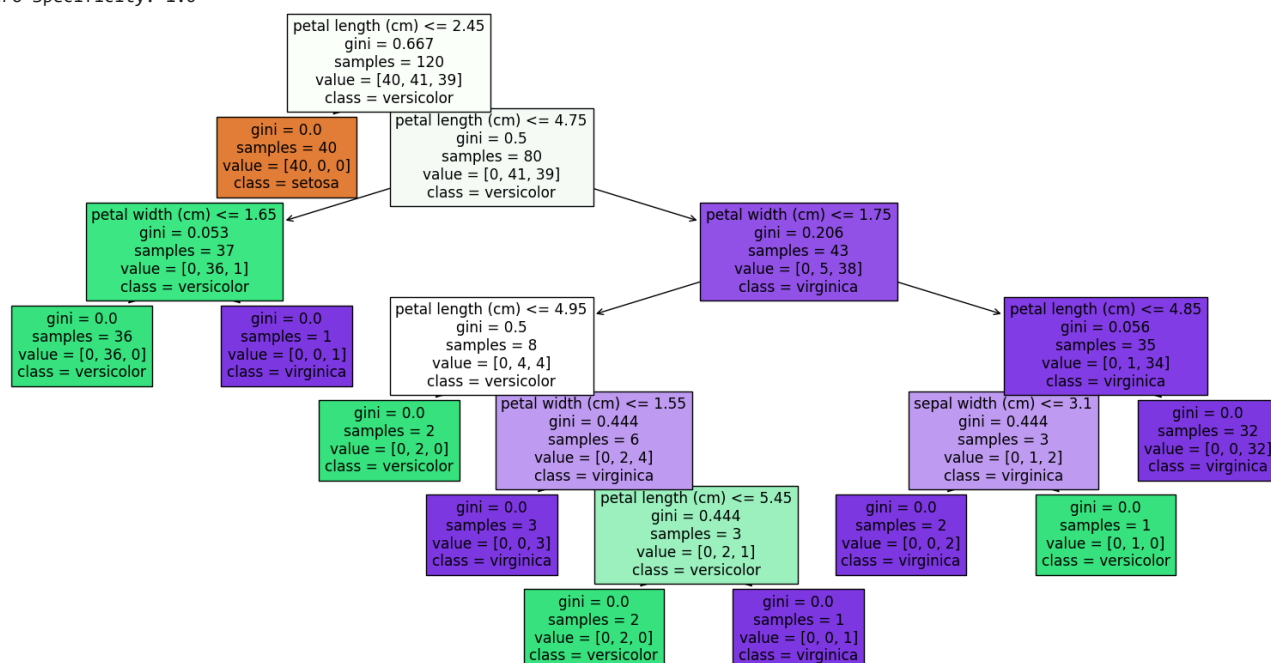 Specificity: 1.0
petal length (cm) <= 2.45
gini = 0.667
samples = 120
value = [40, 41, 39]
class = versicolor
gini = 0.0
samples = 40
value = [40, 0, 0]
class = setosa
petal length (cm) <= 4.75
gini = 0.5
samples = 80
value = [0, 41, 39]
class = versicolor
petal width (cm) <= 1.65
gini = 0.053
samples = 37
value = [0, 36, 1]
class = versicolor
petal width (cm) <= 1.75
gini = 0.206
samples = 43
value = [0, 5, 38]
class = virginica
gini = 0.0
samples = 36
value = [0, 36, 0]
class = versicolor
gini = 0.0
samples = 1
value = [0, 0, 1]
class = virginica
petal length (cm) <= 4.95
gini = 0.5
samples = 8
value = [0, 4, 4]
class = versicolor
petal length (cm) <= 4.85
gini = 0.056
samples = 35
value = [0, 1, 34]
class = virginica
gini = 0.0
samples = 2
value = [0, 2, 0]
class = versicolor
petal width (cm) <= 1.55
gini = 0.444
samples = 6
value = [0, 2, 4]
class = virginica
sepal width (cm) <= 3.1
gini = 0.444
samples = 3
value = [0, 1, 2]
class = virginica
gini = 0.0
samples = 32
value = [0, 0, 32]
class = virginica
gini = 0.0
samples = 3
value = [0, 0, 3]
class = virginica
petal length (cm) <= 5.45
gini = 0.444
samples = 3
value = [0, 2, 1]
class = versicolor
gini = 0.0
samples = 2
value = [0, 0, 2]
class = virginica
gini = 0.0
samples = 1
value = [0, 1, 0]
class = versicolor
gini = 0.0
samples = 2
value = [0, 2, 0]
class = versicolor
gini = 0.0
samples = 1
value = [0, 0, 1]
class = virginica